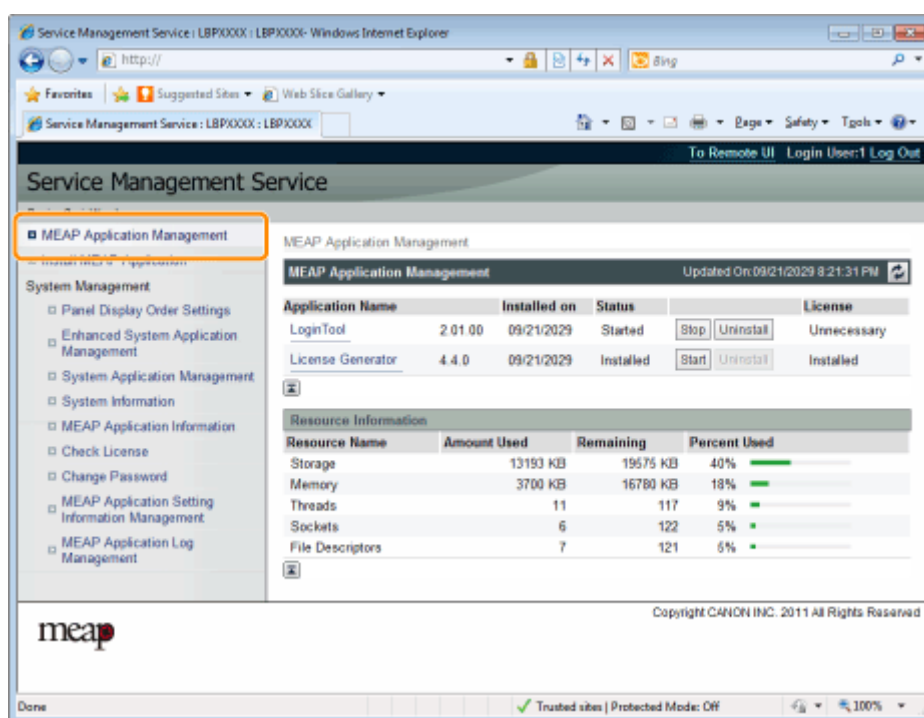 Service Management Service : LBPXXXX : LBPXXXX- Windows Internet Explorer
http://
Bing
Favorites Suggested Sites Web Slice Gallery
Service Management Service : LBPXXXX : LBPXXXX
Page Safety Tools
To Remote UI Login User:1 Log Out
Service Management Service
MEAP Application Management
Install MEAP Application
System Management
Panel Display Order Settings
Enhanced System Application
Management
System Application Management
System Information
MEAP Application Information
Check License
Change Password
MEAP Application Setting
Information Management
MEAP Application Log
Management
MEAP Application Management
MEAP Application Management Updated On:09/21/2029 8:21:31 PM
Application Name Installed on Status License
LoginTool 2.01.00 09/21/2029 Started Stop Uninstall Unnecessary
License Generator 4.4.0 09/21/2029 Installed Start Uninstall Installed
Resource Information
Resource Name Amount Used Remaining Percent Used
Storage 13193 KB 19575 KB 40%
Memory 3700 KB 16780 KB 18%
Threads 11 117 9%
Sockets 6 122 5%
File Descriptors 7 121 6%
Copyright CANON INC. 2011 All Rights Reserved
meap
Done Trusted sites | Protected Mode: Off 100%